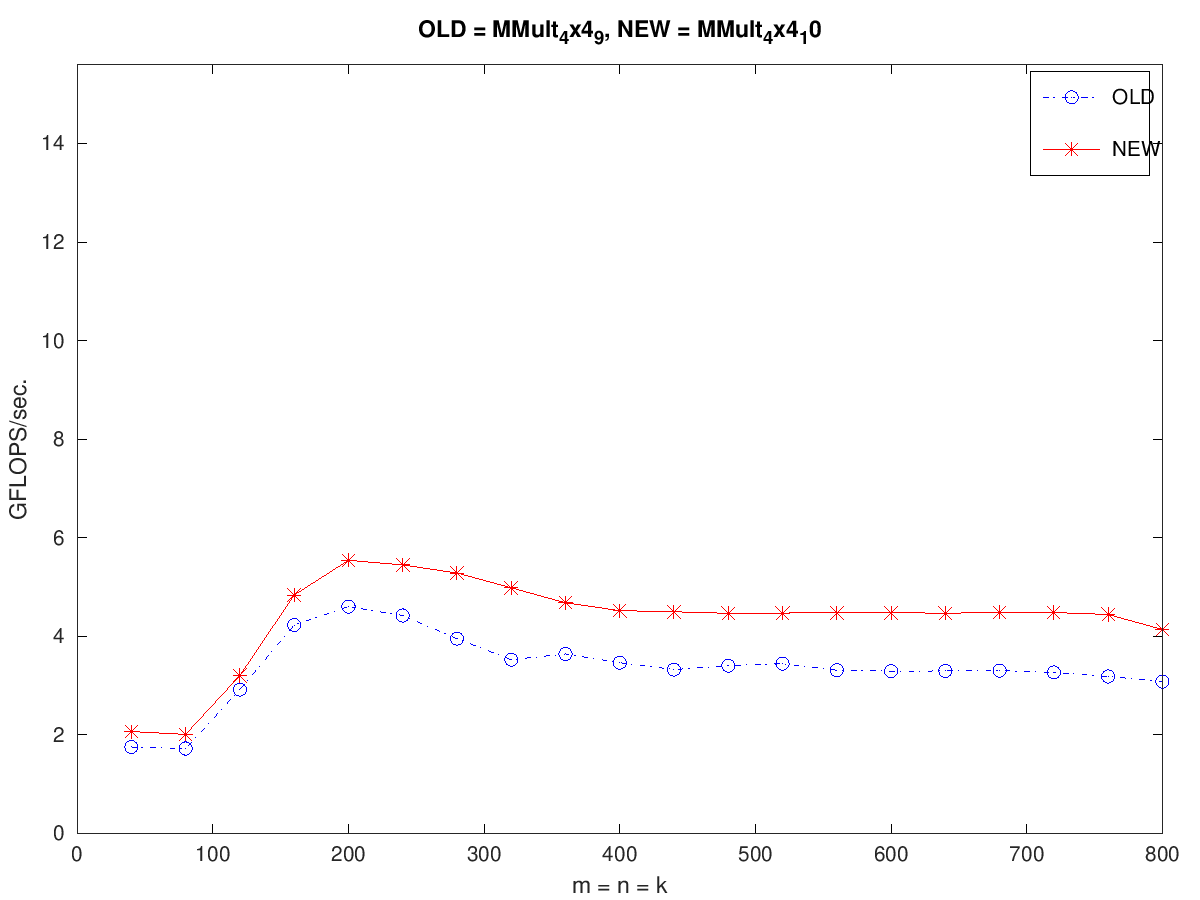 OLD = MMult₄x4₉, NEW = MMult₄x4₁0
OLD
NEW
14
12
10
8
6
4
2
0
GFLOPS/sec.
0 100 200 300 400 500 600 700 800
m = n = k